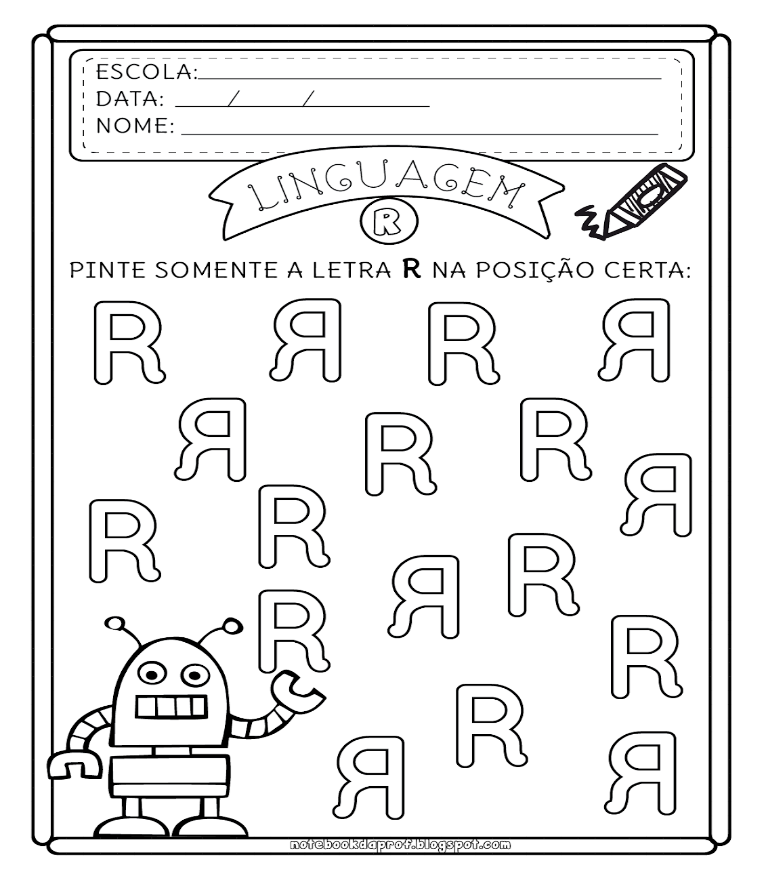 ESCOLA:
DATA: / /
NOME:
LINGUAGEM
R
PINTE SOMENTE A LETRA R NA POSIÇÃO CERTA:
R Я R Я
Я R R
Я
R R
Я R
R R
R
Я Я
notebookdaprof.blogspot.com